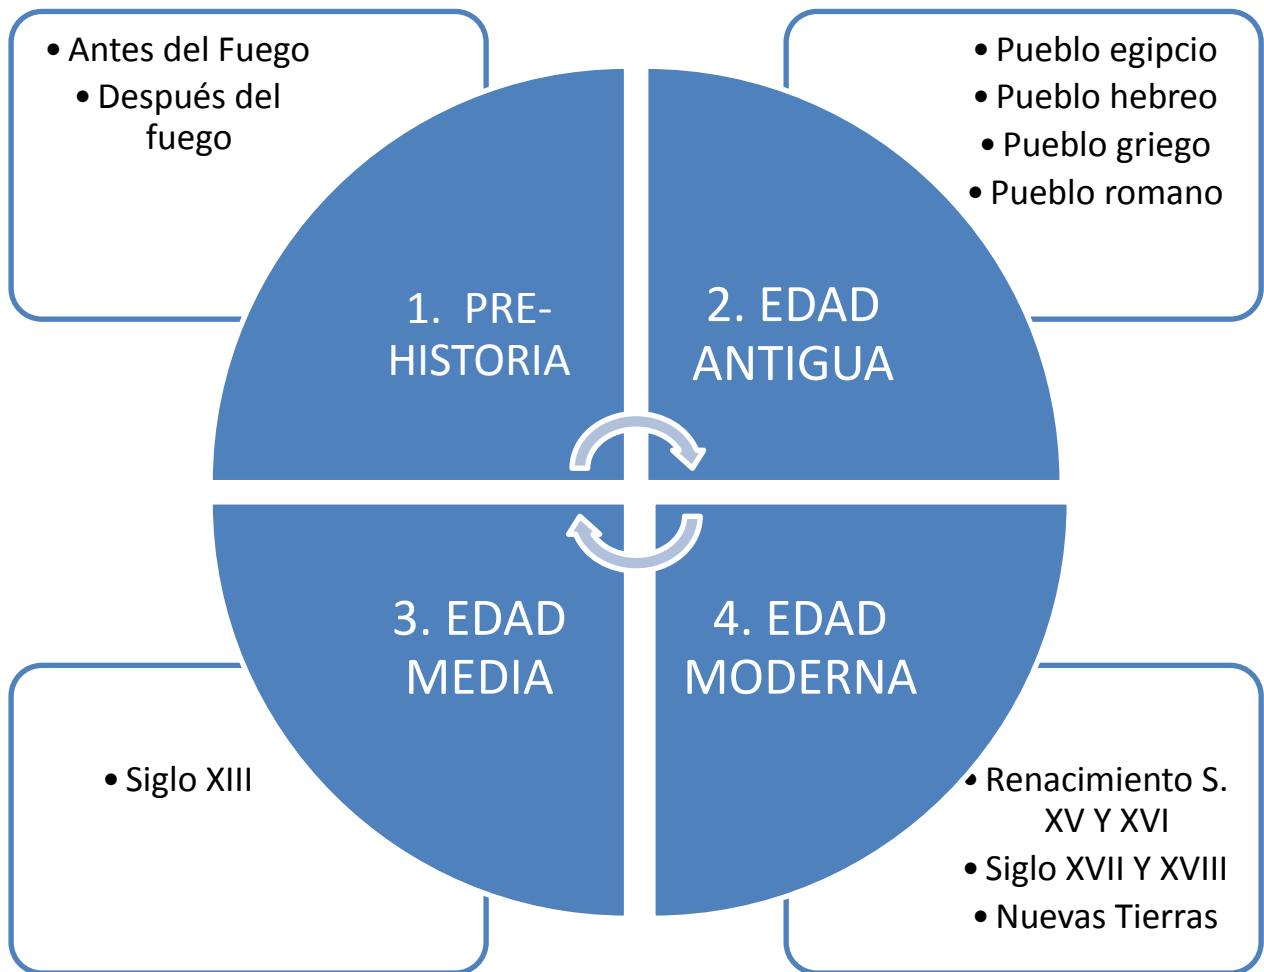 • Antes del Fuego
• Después del
fuego
• Pueblo egipcio
• Pueblo hebreo
• Pueblo griego
• Pueblo romano
1. PRE-
HISTORIA
2. EDAD
ANTIGUA
3. EDAD
MEDIA
4. EDAD
MODERNA
• Siglo XIII
• Renacimiento S.
XV Y XVI
• Siglo XVII Y XVIII
• Nuevas Tierras